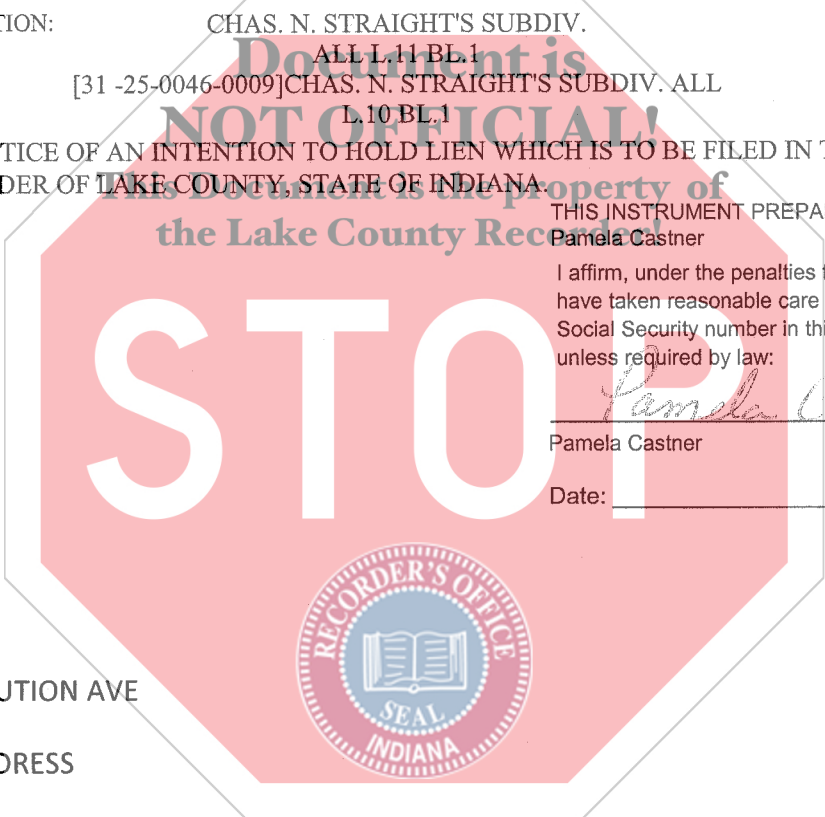 TION: CHAS. N. STRAIGHT'S SUBDIV.
Document is
ALL L.11 BL.1
[31 -25-0046-0009]CHAS. N. STRAIGHT'S SUBDIV. ALL
NOT OFFICIAL!
L.10 BL.1
TICE OF AN INTENTION TO HOLD LIEN WHICH IS TO BE FILED IN T
DER OF LAKE COUNTY, STATE OF INDIANA.
This Document is the property of
the Lake County Recorder!
THIS INSTRUMENT PREPA
Pamela Castner
I affirm, under the penalties f
have taken reasonable care
Social Security number in thi
unless required by law:
STOP
Pamela C
Pamela Castner
Date:
RECORDER'S OFFICE
SEAL
INDIANA
UTION AVE
DRESS